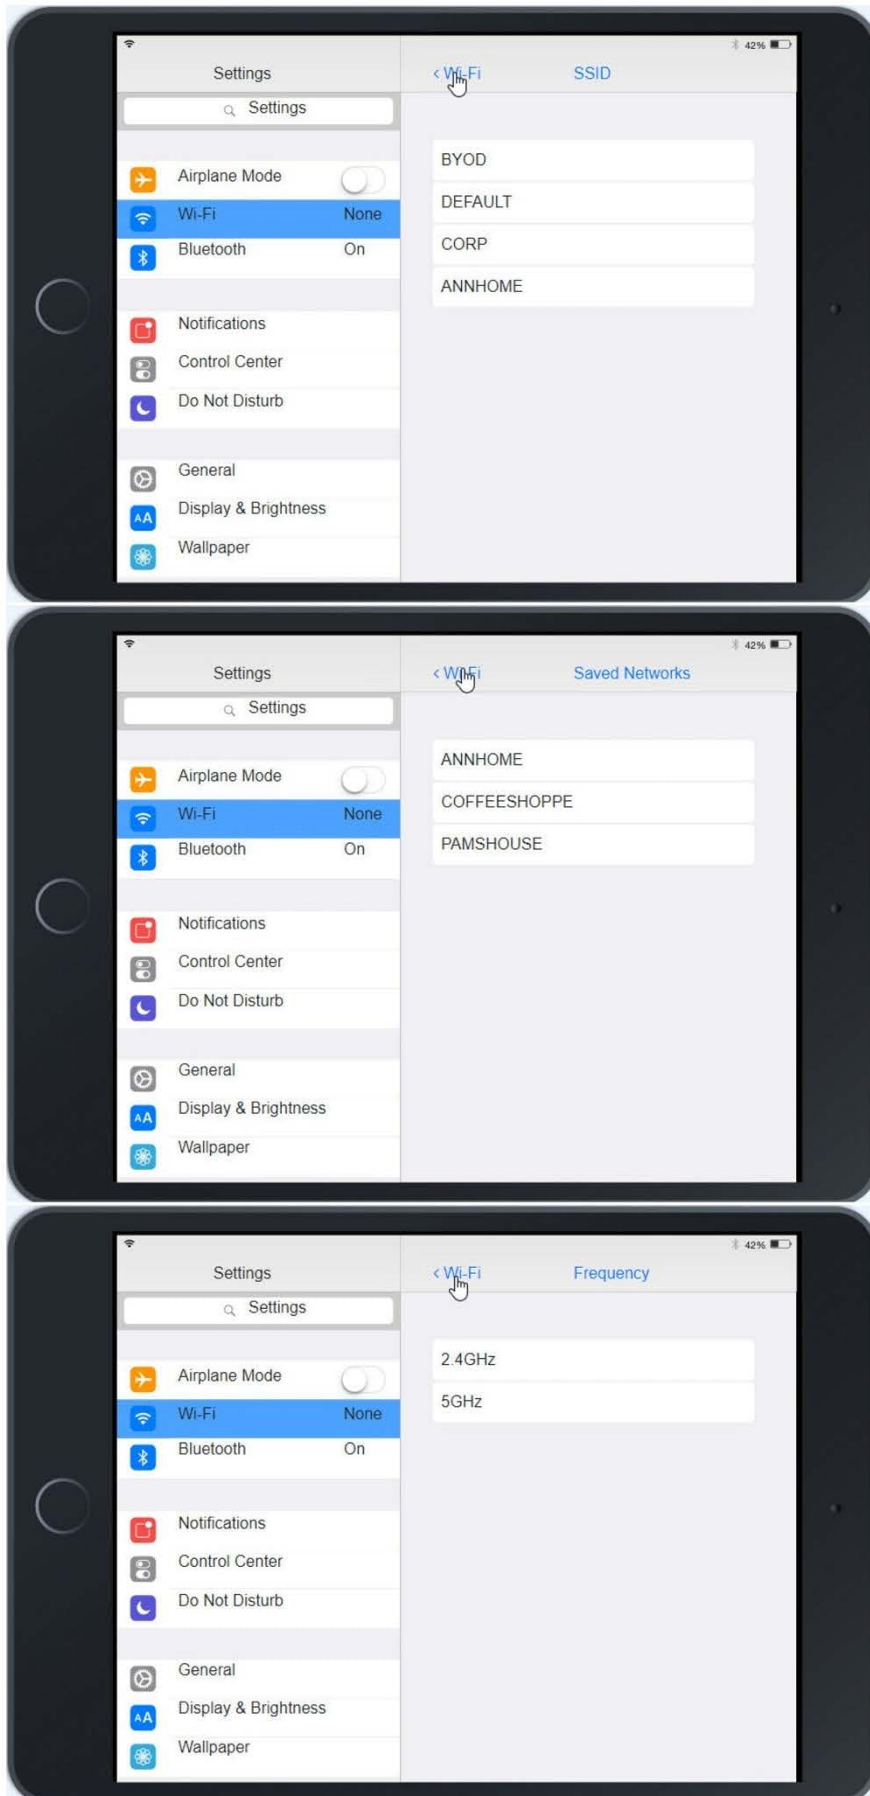 42%
Settings
< Wi-Fi SSID
Settings
Airplane Mode
Wi-Fi None
Bluetooth On
Notifications
Control Center
Do Not Disturb
General
Display & Brightness
Wallpaper
BYOD
DEFAULT
CORP
ANNHOME
42%
Settings
< Wi-Fi Saved Networks
Settings
Airplane Mode
Wi-Fi None
Bluetooth On
Notifications
Control Center
Do Not Disturb
General
AA Display & Brightness
Wallpaper
ANNHOME
COFFEESHOPPE
PAMSHOUSE
42%
Settings
< Wi-Fi Frequency
Settings
Airplane Mode
Wi-Fi None
Bluetooth On
Notifications
Control Center
Do Not Disturb
General
AA Display & Brightness
Wallpaper
2.4GHz
5GHz